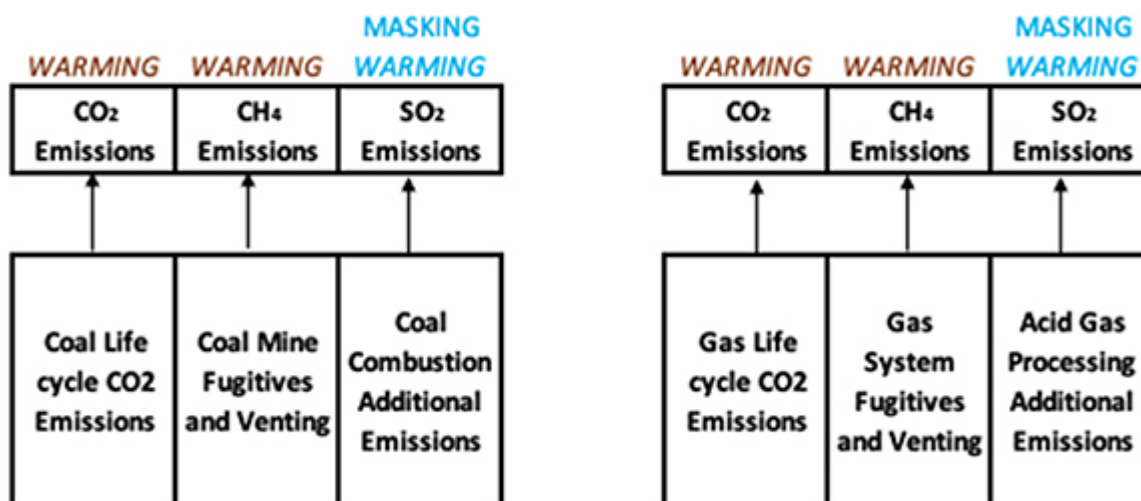 MASKING
WARMING WARMING WARMING
CO₂ Emissions
CH₄ Emissions
SO₂ Emissions
Coal Life
cycle CO2
Emissions
Coal Mine
Fugitives
and Venting
Coal
Combustion
Additional
Emissions
MASKING
WARMING WARMING WARMING
CO₂ Emissions
CH₄ Emissions
SO₂ Emissions
Gas Life
cycle CO2
Emissions
Gas
System
Fugitives
and Venting
Acid Gas
Processing
Additional
Emissions